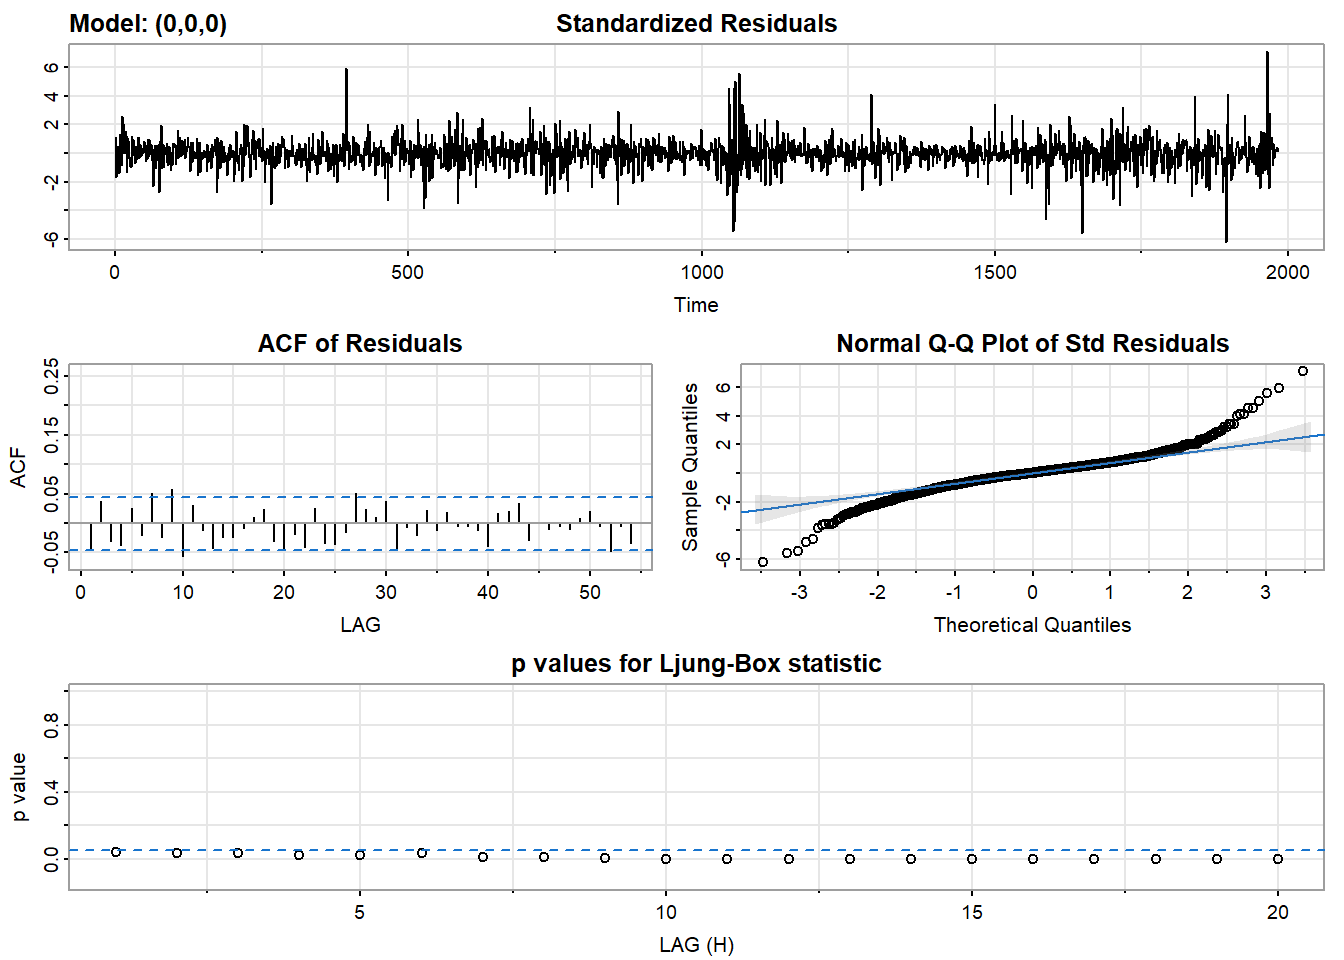 Model: (0,0,0) Standardized Residuals
6
4
2
-2
-6
0 500 1000 1500 2000
Time
ACF of Residuals
0.25
0.15
0.05
-0.05
ACF
0 10 20 30 40 50
LAG
Normal Q-Q Plot of Std Residuals
6
4
2
-2
-6
Sample Quantiles
-3 -2 -1 0 1 2 3
Theoretical Quantiles
p values for Ljung-Box statistic
0.8
0.4
0.0
p value
5 10 15 20
LAG (H)